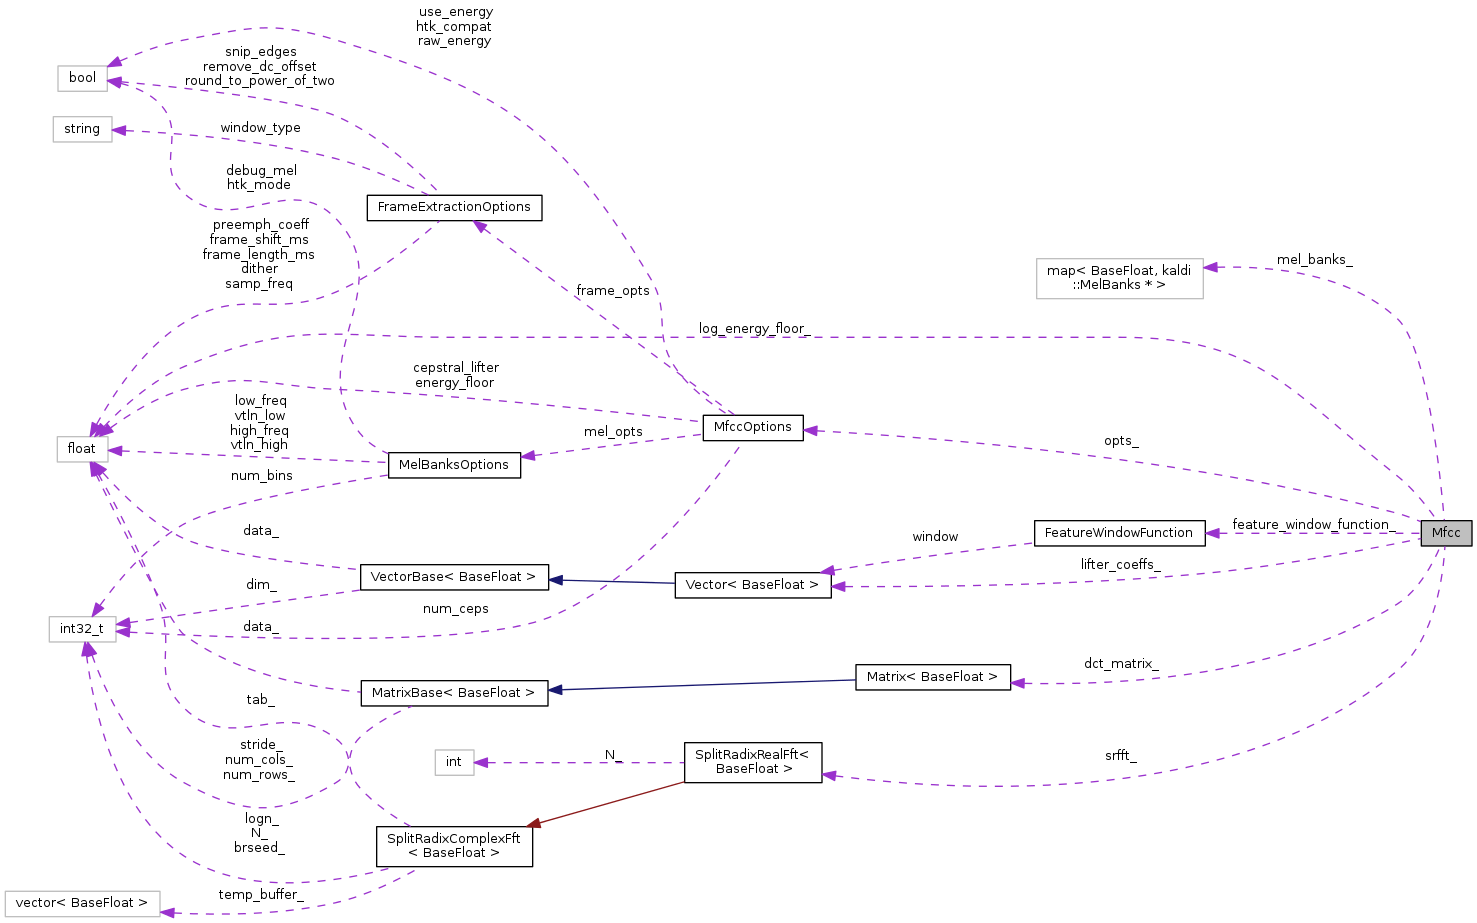 use_energy
htk_compat
raw_energy
snip_edges
remove_dc_offset
round_to_power_of_two
bool
string
window_type
debug_mel
htk_mode
FrameExtractionOptions
preemph_coeff
frame_shift_ms
frame_length_ms
dither
samp_freq
mel_banks_
map< BaseFloat, kaldi
::MelBanks * >
frame_opts
log_energy_floor_
cepstral_lifter
energy_floor
low_freq
vtln_low
high_freq
vtln_high
MfccOptions
mel_opts
opts_
float
MelBanksOptions
num_bins
feature_window_function_
Mfcc
FeatureWindowFunction
window
data_
lifter_coeffs_
VectorBase< BaseFloat >
Vector< BaseFloat >
dim_
num_ceps
int32_t
data_
dct_matrix_
Matrix< BaseFloat >
MatrixBase< BaseFloat >
tab_
stride_
num_cols_
num_rows_
N_
int
SplitRadixRealFft<
BaseFloat >
srfft_
logn_
N_
brseed_
SplitRadixComplexFft
< BaseFloat >
temp_buffer_
vector< BaseFloat >